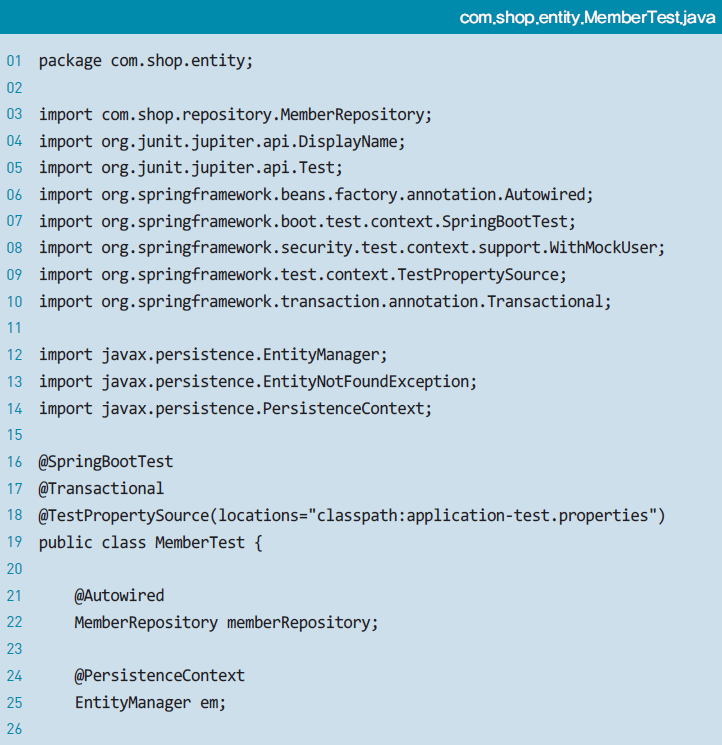 com.shop.entity.MemberTest.java
01 package com.shop.entity;
02
03 import com.shop.repository.MemberRepository;
04 import org.junit.jupiter.api.DisplayName;
05 import org.junit.jupiter.api.Test;
06 import org.springframework.beans.factory.annotation.Autowired;
07 import org.springframework.boot.test.context.SpringBootTest;
08 import org.springframework.security.test.context.support.WithMockUser;
09 import org.springframework.test.context.TestPropertySource;
10 import org.springframework.transaction.annotation.Transactional;
11
12 import javax.persistence.EntityManager;
13 import javax.persistence.EntityNotFoundException;
14 import javax.persistence.PersistenceContext;
15
16 @SpringBootTest
17 @Transactional
18 @TestPropertySource(locations="classpath:application-test.properties")
19 public class MemberTest {
20
21     @Autowired
22     MemberRepository memberRepository;
23
24     @PersistenceContext
25     EntityManager em;
26